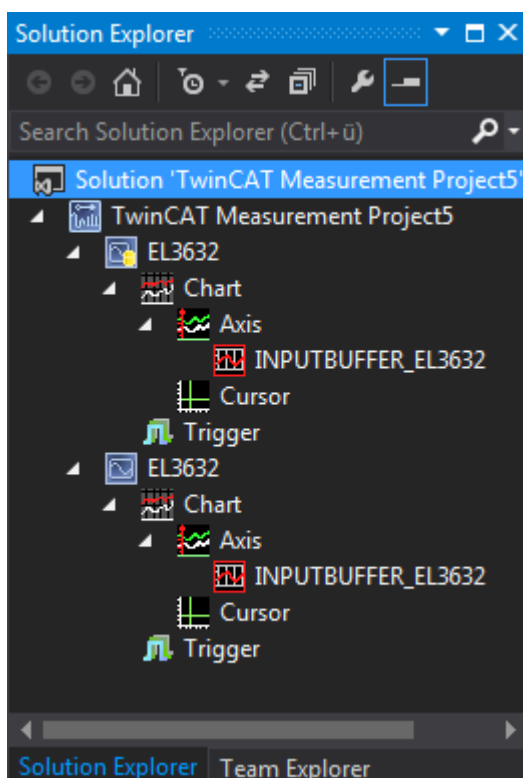 Solution Explorer
Search Solution Explorer (Ctrl+ü)
Solution 'TwinCAT Measurement Project5'
TwinCAT Measurement Project5
EL3632
Chart
Axis
INPUTBUFFER_EL3632
Cursor
Trigger
EL3632
Chart
Axis
INPUTBUFFER_EL3632
Cursor
Trigger
Solution Explorer Team Explorer